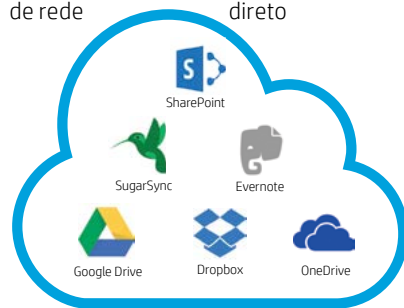 de rede direto
S
SharePoint
SugarSync Evernote
Google Drive Dropbox OneDrive